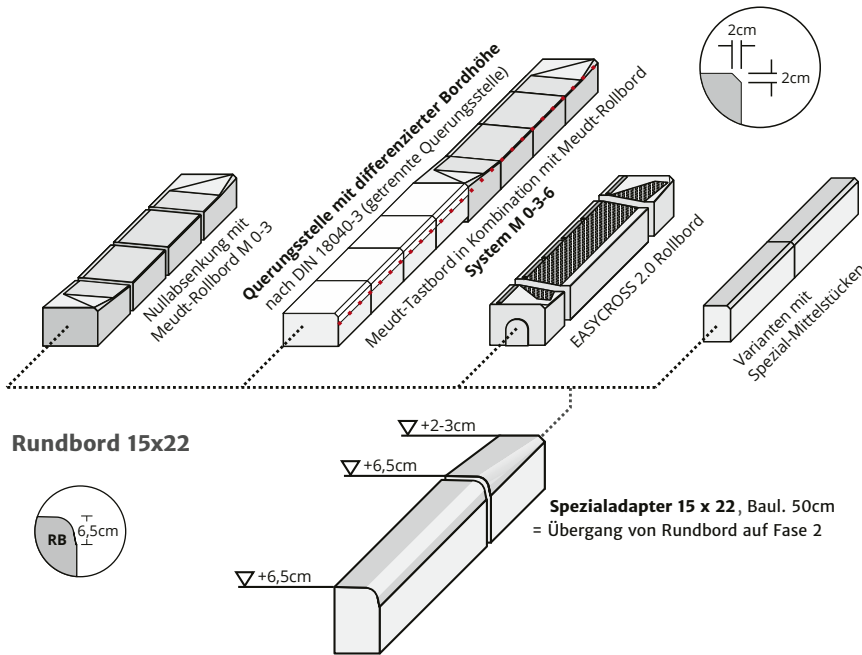 2cm
2cm
Nullabsenkung mit
Meudt-Rollbord M 0-3
Querungsstelle mit differenzierter Bordhöhe
nach DIN 18040-3 (getrennte Querungsstelle)
Meudt-Tastbord in Kombination mit Meudt-Rollbord
System M 0-3-6
EASYCROSS 2.0 Rollbord
Varianten mit
Spezial-Mittelstücken
Rundbord 15x22
RB
6,5cm
+2-3cm
+6,5cm
+6,5cm
Spezialadapter 15 x 22, Baul. 50cm
= Übergang von Rundbord auf Fase 2